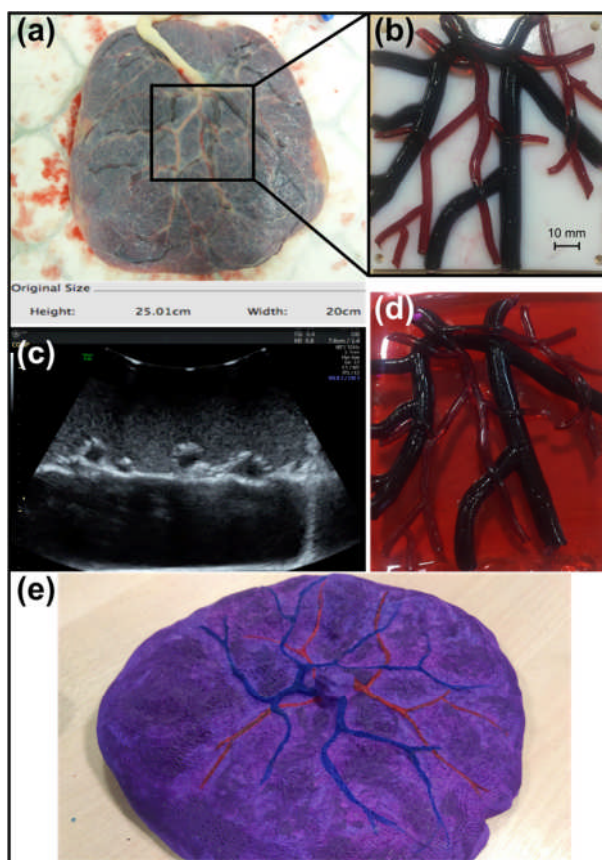 (a)
(b)
10 mm
Original Size
Height: 25.01cm Width: 20cm
(c)
(d)
(e)